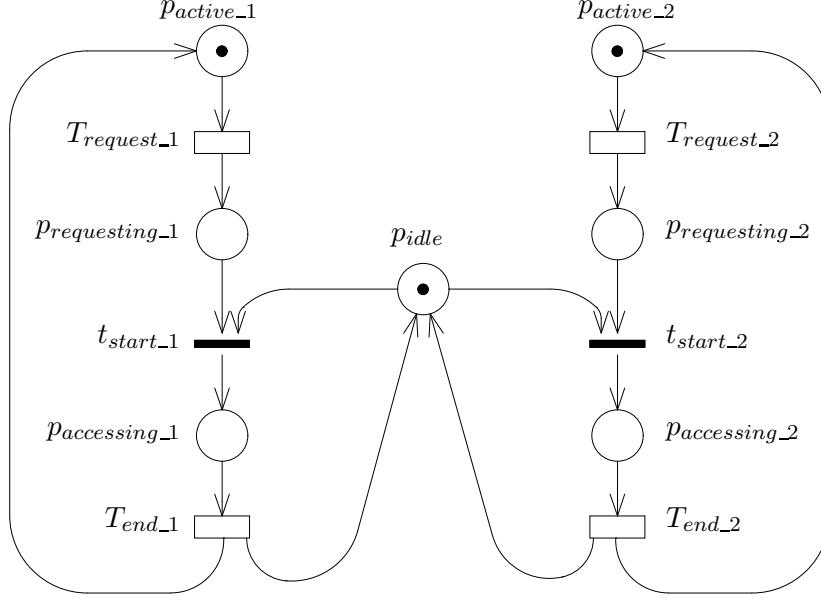 p_active_1
p_active_2
T_request_1
T_request_2
p_requesting_1
p_idle
p_requesting_2
t_start_1
t_start_2
p_accessing_1
p_accessing_2
T_end_1
T_end_2